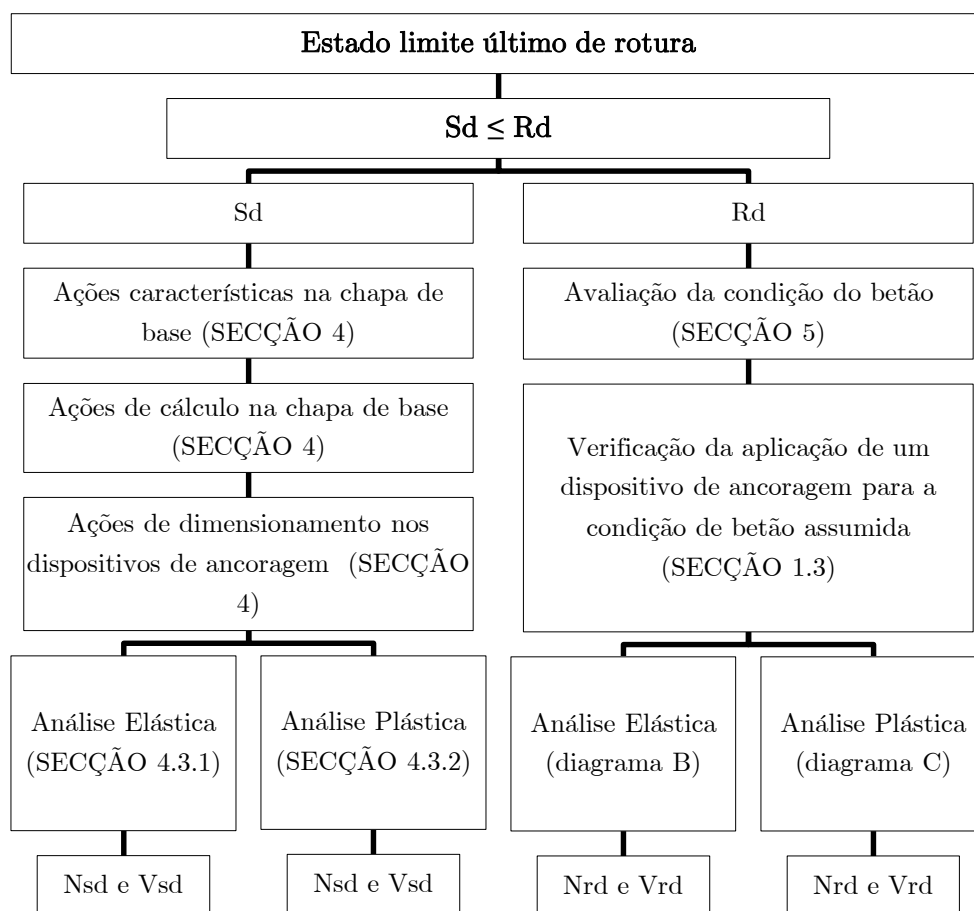 Estado limite último de rotura
Sd ≤ Rd
Sd
Rd
Ações características na chapa de
base (SECÇÃO 4)
Avaliação da condição do betão
(SECÇÃO 5)
Ações de cálculo na chapa de base
(SECÇÃO 4)
Verificação da aplicação de um
dispositivo de ancoragem para a
condição de betão assumida
(SECÇÃO 1.3)
Ações de dimensionamento nos
dispositivos de ancoragem (SECÇÃO
4)
Análise Elástica
(SECÇÃO 4.3.1)
Análise Plástica
(SECÇÃO 4.3.2)
Análise Elástica
(diagrama B)
Análise Plástica
(diagrama C)
Nsd e Vsd
Nsd e Vsd
Nrd e Vrd
Nrd e Vrd